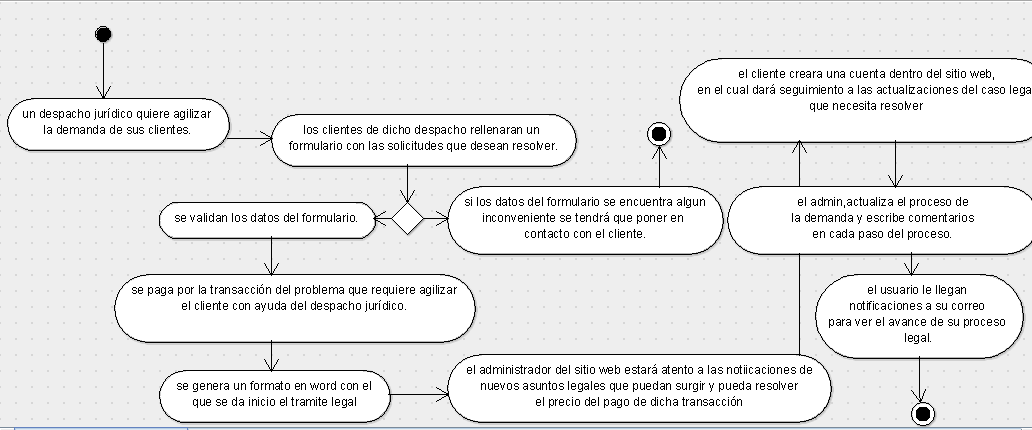 un despacho jurídico quiere agilizar
la demanda de sus clientes.
los clientes de dicho despacho rellenaran un
formulario con las solicitudes que desean resolver.
se validan los datos del formulario.
si los datos del formulario se encuentra algun
inconveniente se tendrá que poner en
contacto con el cliente.
se paga por la transacción del problema que requiere agilizar
el cliente con ayuda del despacho jurídico.
se genera un formato en word con el
que se da inicio el tramite legal
el administrador del sitio web estará atento a las notiicaciones de
nuevos asuntos legales que puedan surgir y pueda resolver
el precio del pago de dicha transacción
el cliente creara una cuenta dentro del sitio web,
en el cual dará seguimiento a las actualizaciones del caso lega
que necesita resolver
el admin,actualiza el proceso de
la demanda y escribe comentarios
en cada paso del proceso.
el usuario le llegan
notificaciones a su correo
para ver el avance de su proceso
legal.